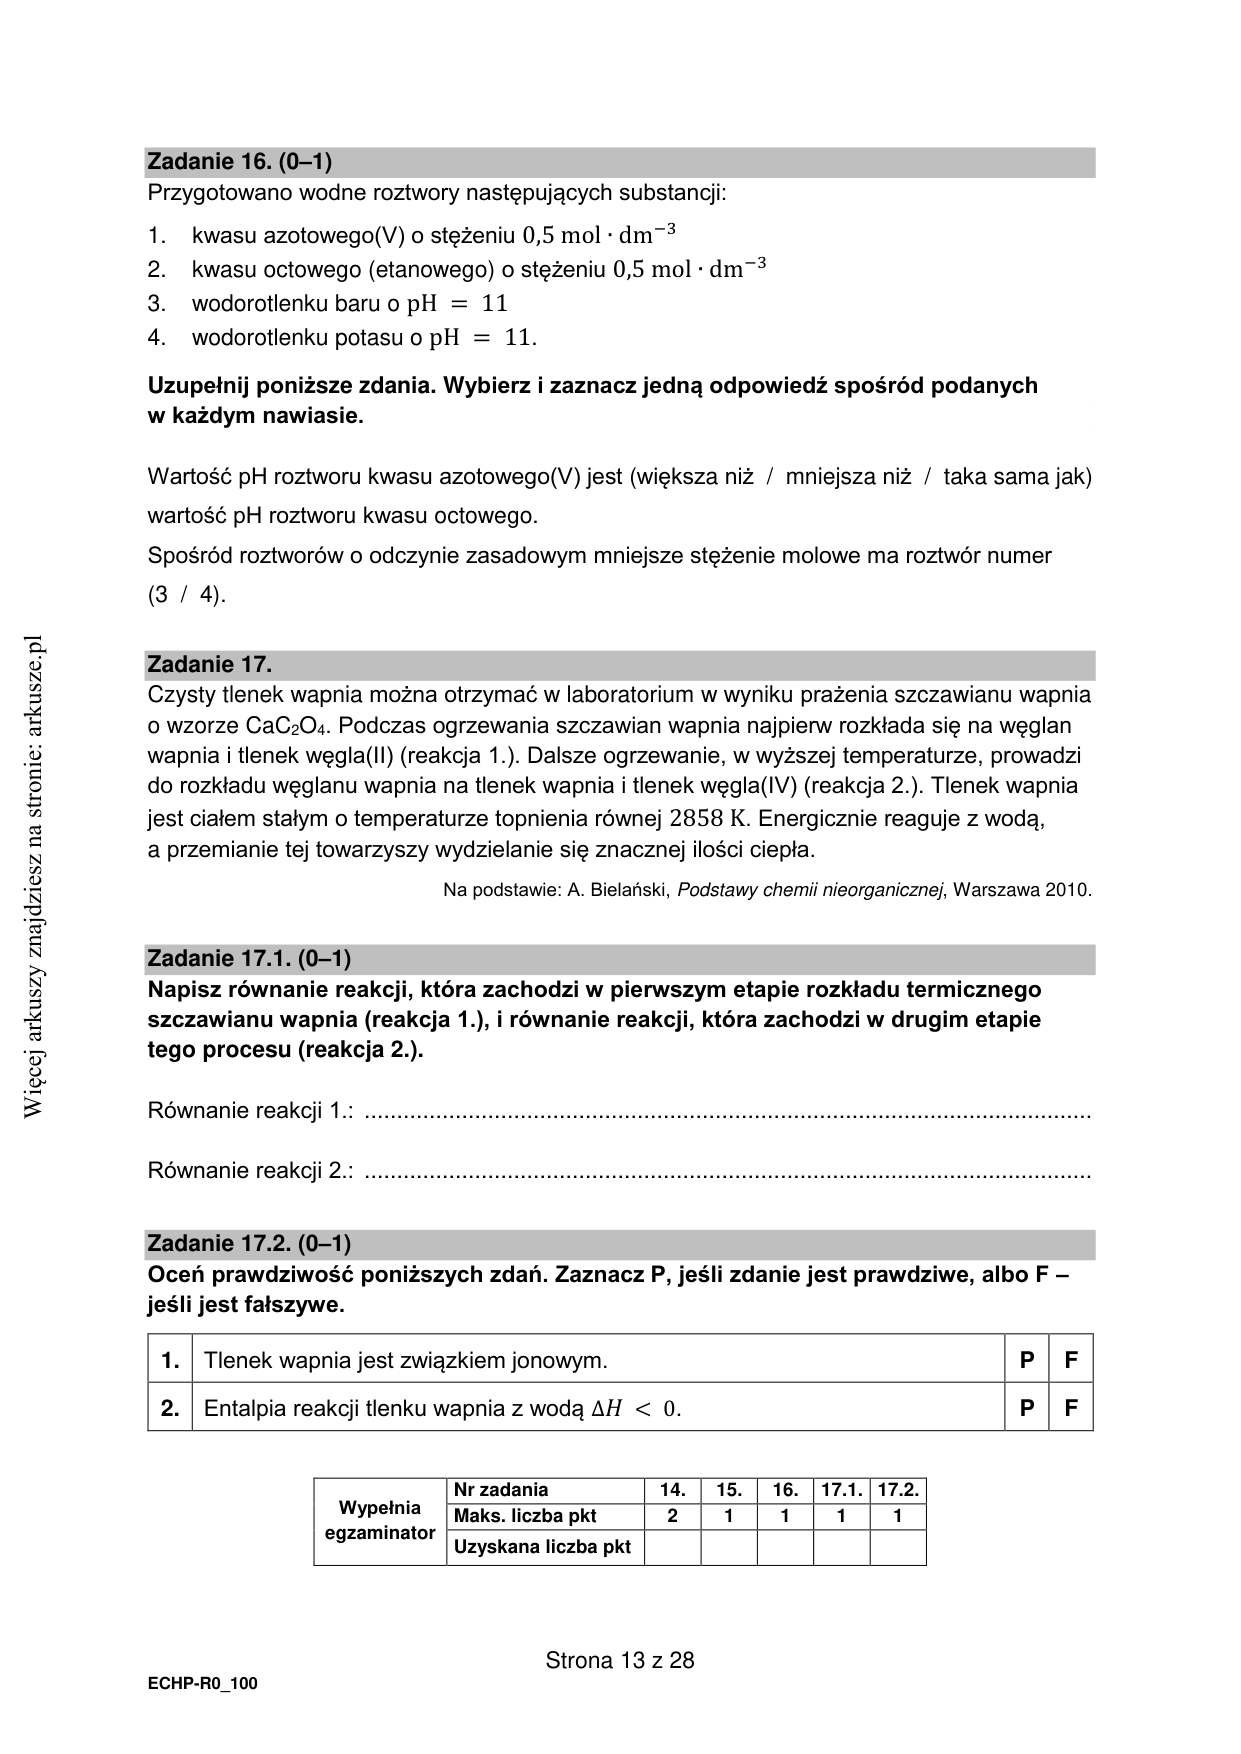 Zadanie 16. (0–1)
Przygotowano wodne roztwory następujących substancji:
1. kwasu azotowego(V) o stężeniu 0,5 mol · dm⁻³
2. kwasu octowego (etanowego) o stężeniu 0,5 mol · dm⁻³
3. wodorotlenku baru o pH = 11
4. wodorotlenku potasu o pH = 11.
Uzupełnij poniższe zdania. Wybierz i zaznacz jedną odpowiedź spośród podanych
w każdym nawiasie.
Wartość pH roztworu kwasu azotowego(V) jest (większa niż / mniejsza niż / taka sama jak)
wartość pH roztworu kwasu octowego.
Spośród roztworów o odczynie zasadowym mniejsze stężenie molowe ma roztwór numer
(3 / 4).
Zadanie 17.
Czysty tlenek wapnia można otrzymać w laboratorium w wyniku prażenia szczawianu wapnia
o wzorze CaC₂O₄. Podczas ogrzewania szczawian wapnia najpierw rozkłada się na węglan
wapnia i tlenek węgla(II) (reakcja 1.). Dalsze ogrzewanie, w wyższej temperaturze, prowadzi
do rozkładu węglanu wapnia na tlenek wapnia i tlenek węgla(IV) (reakcja 2.). Tlenek wapnia
jest ciałem stałym o temperaturze topnienia równej 2858 K. Energicznie reaguje z wodą,
a przemianie tej towarzyszy wydzielanie się znacznej ilości ciepła.
Na podstawie: A. Bielański, Podstawy chemii nieorganicznej, Warszawa 2010.
Zadanie 17.1. (0–1)
Napisz równanie reakcji, która zachodzi w pierwszym etapie rozkładu termicznego
szczawianu wapnia (reakcja 1.), i równanie reakcji, która zachodzi w drugim etapie
tego procesu (reakcja 2.).
Równanie reakcji 1.: ................................................................................................................
Równanie reakcji 2.: ................................................................................................................
Zadanie 17.2. (0–1)
Oceń prawdziwość poniższych zdań. Zaznacz P, jeśli zdanie jest prawdziwe, albo F –
jeśli jest fałszywe.
1. Tlenek wapnia jest związkiem jonowym. P F
2. Entalpia reakcji tlenku wapnia z wodą ΔH < 0. P F
Wypełnia
egzaminator
Nr zadania 14. 15. 16. 17.1. 17.2.
Maks. liczba pkt 2 1 1 1 1
Uzyskana liczba pkt
Strona 13 z 28
ECHP-R0_100
Więcej arkuszy znajdziesz na stronie: arkusze.pl